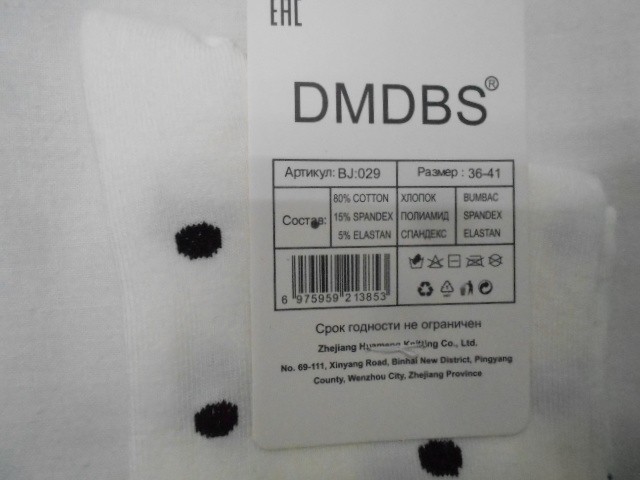 EAC
DMDBS®
Артикул: BJ:029 Размер : 36-41
Состав:
80% COTTON ХЛОПОК BUMBAC
15% SPANDEX ПОЛИАМИД SPANDEX
5% ELASTAN СПАНДЕКС ELASTAN
6 975959 213853
Срок годности не ограничен
Zhejiang Co., Ltd.
No. 69-111, Xinyang Road, Binhai New District, Pingyang
County, Wenzhou City, Zhejiang Province